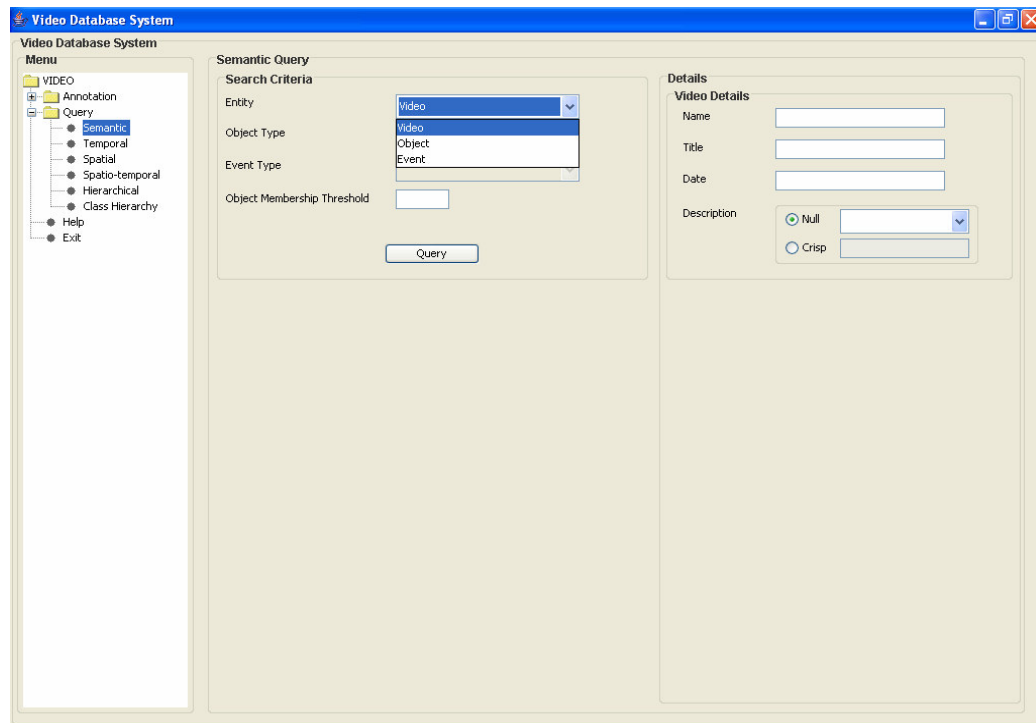 Video Database System
Video Database System
Menu
VIDEO
Annotation
Query
Semantic
Temporal
Spatial
Spatio-temporal
Hierarchical
Class Hierarchy
Help
Exit
Semantic Query
Search Criteria
Entity
Video
Video
Object
Event
Object Type
Event Type
Object Membership Threshold
Query
Details
Video Details
Name
Title
Date
Description
Null
Crisp